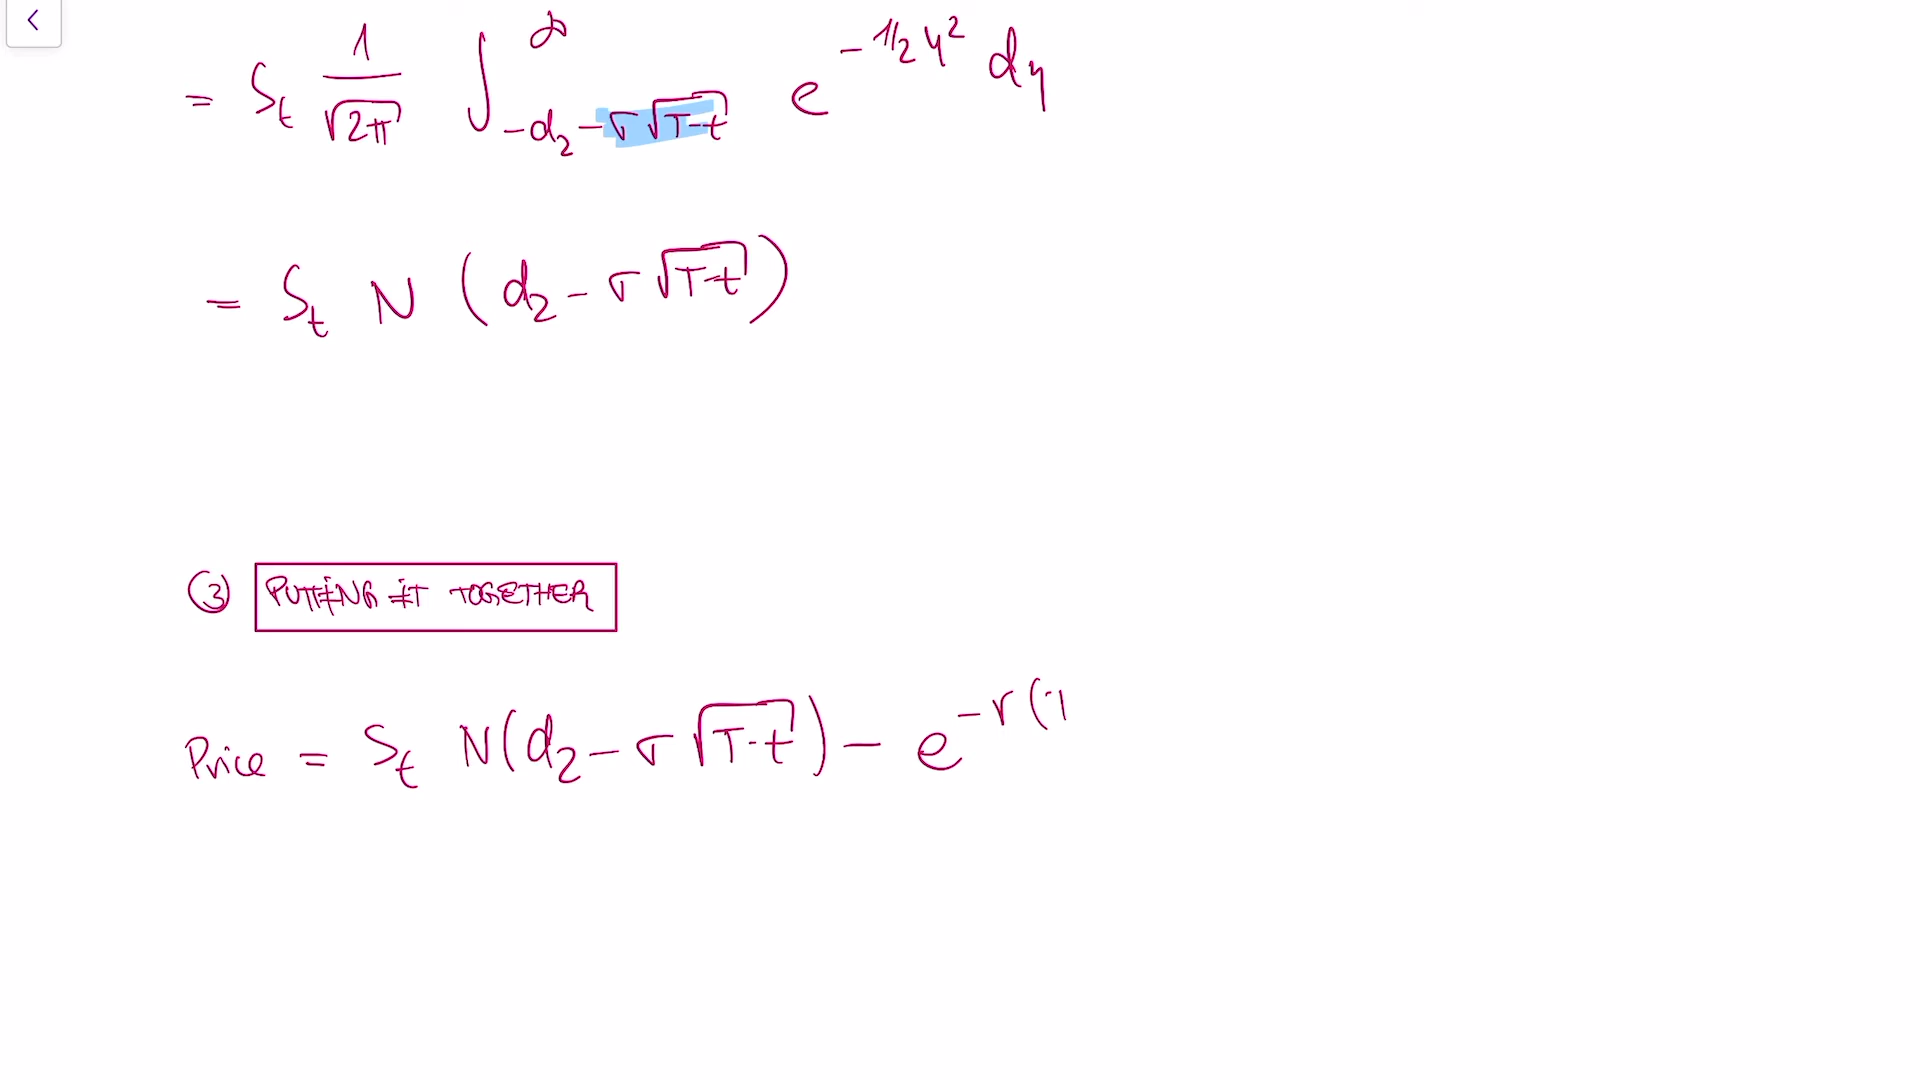 = S_t 1/√2π ∫_{-d_2-σ√T-t}^∞ e^{-1/2 y^2} dy
= S_t N (d_2 - σ √T-t)
③ PUTTING IT TOGETHER
Price = S_t N(d_2 - σ √T-t) - e^{-r(T